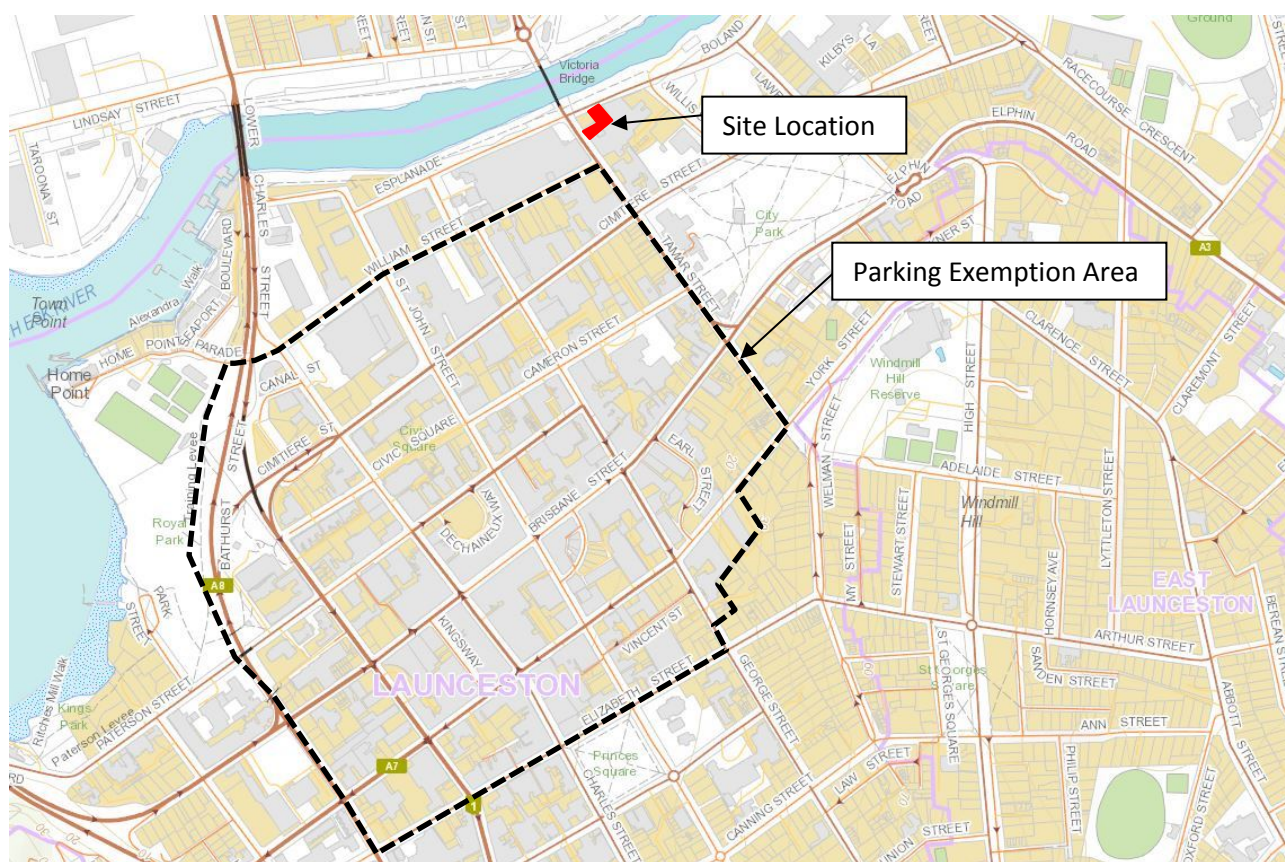 Ground
KILBYS LA
BOLAND
Victoria
Bridge
WILLIS
RACECOURSE CRESCENT
LINDSAY STREET
LOWER
CHARLES
STREET
TAROONA ST
Site Location
ELPHIN
ROAD
ESPLANADE
CIMITIERE STREET
ELPHIN
ROAD
City
Park
WILLIAM STREET
TAMAR STREET
A3
BOULEVARD
SEAPORT
Alexandra Walk
Parking Exemption Area
Town
Point
HOME POINT PARADE
Home
Point
ST JOHN STREET
CAMERON STREET
CANAL ST
YORK STREET
Windmill
Hill
Reserve
HIGH STREET
CLARENCE STREET
CLAREMONT STREET
CIMITIERE ST
Civic
Square
CIVIC SQUARE
EARL STREET
WELMAN STREET
ADELAIDE STREET
BATHURST
STREET
Royal
Park
DECHAINEUX WAY
BRISBANE STREET
Windmill
Hill
LYTTLETON STREET
STEWART STREET
HORNSEY AVE
MY STREET
A8
PARK
STREET
EAST
LAUNCESTON
ARTHUR STREET
VINCENT ST
KINGSWAY
LAUNCESTON
ELIZABETH STREET
GEORGE STREET
St Georges
Square
ST GEORGES SQUARE
Ritchies Mill Walk
Kings
Park
Paterson Levee
PATERSON STREET
ANN STREET
ABBOTT
STREET
A7
Princes
Square
CHARLES STREET
LAW STREET
CANNING STREET
PHILIP STREET
1
UNION STREET